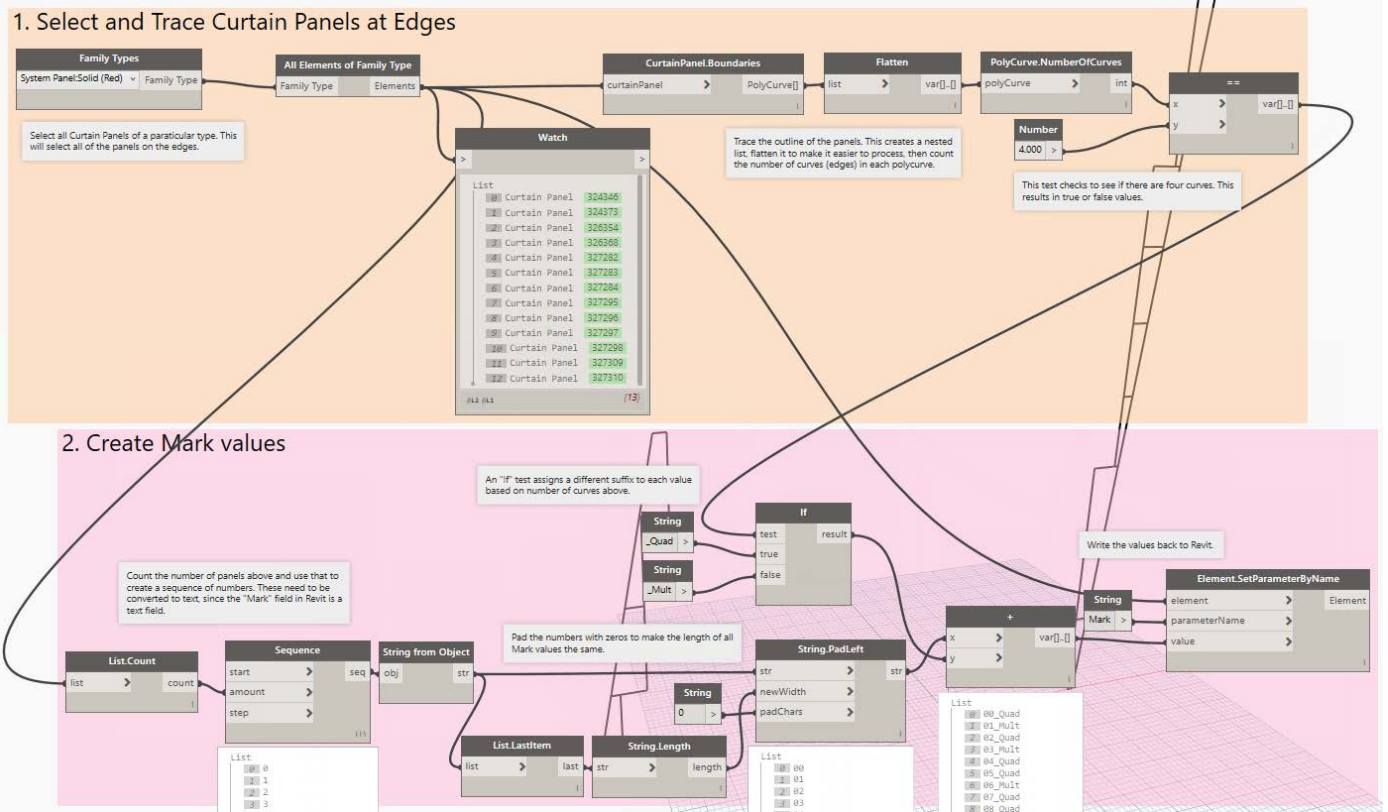 1. Select and Trace Curtain Panels at Edges
Family Types
System Panel:Solid (Red)
Family Type
All Elements of Family Type
Family Type
Elements
CurtainPanel.Boundaries
curtainPanel
>
PolyCurve[]
Flatten
list
>
var[]..[]
PolyCurve.NumberOfCurves
polyCurve
>
int
==
x
>
var[]..[]
y
>
Number
4.000
>
Select all Curtain Panels of a paraticular type. This
will select all of the panels on the edges.
Trace the outline of the panels. This creates a nested
list, flatten it to make it easier to process, then count
the number of curves (edges) in each polycurve.
This test checks to see if there are four curves. This
results in true or false values.
Watch
>
>
List
0 Curtain Panel 324346
1 Curtain Panel 324373
2 Curtain Panel 326354
3 Curtain Panel 326368
4 Curtain Panel 327282
5 Curtain Panel 327283
6 Curtain Panel 327284
7 Curtain Panel 327295
8 Curtain Panel 327296
9 Curtain Panel 327297
10 Curtain Panel 327298
11 Curtain Panel 327309
12 Curtain Panel 327310
@L2 @L1
{13}
2. Create Mark values
An "If" test assigns a different suffix to each value
based on number of curves above.
String
_Quad
>
String
_Mult
>
If
test
result
true
false
Write the values back to Revit.
Count the number of panels above and use that to
create a sequence of numbers. These need to be
converted to text, since the "Mark" field in Revit is a
text field.
Pad the numbers with zeros to make the length of all
Mark values the same.
List.Count
list
>
count
Sequence
start
>
seq
amount
>
step
>
String from Object
obj
str
List.LastItem
list
>
last
String.Length
str
>
length
String
0
>
String.PadLeft
str
>
str
newWidth
>
padChars
>
+
x
>
var[]..[]
y
>
String
Mark
>
Element.SetParameterByName
element
>
Element
parameterName
>
value
>
List
0 0
1 1
2 2
3 3
List
0 00
1 01
2 02
3 03
List
0 00_Quad
1 01_Mult
2 02_Quad
3 03_Mult
4 04_Quad
5 05_Quad
6 06_Mult
7 07_Quad
8 08_Quad